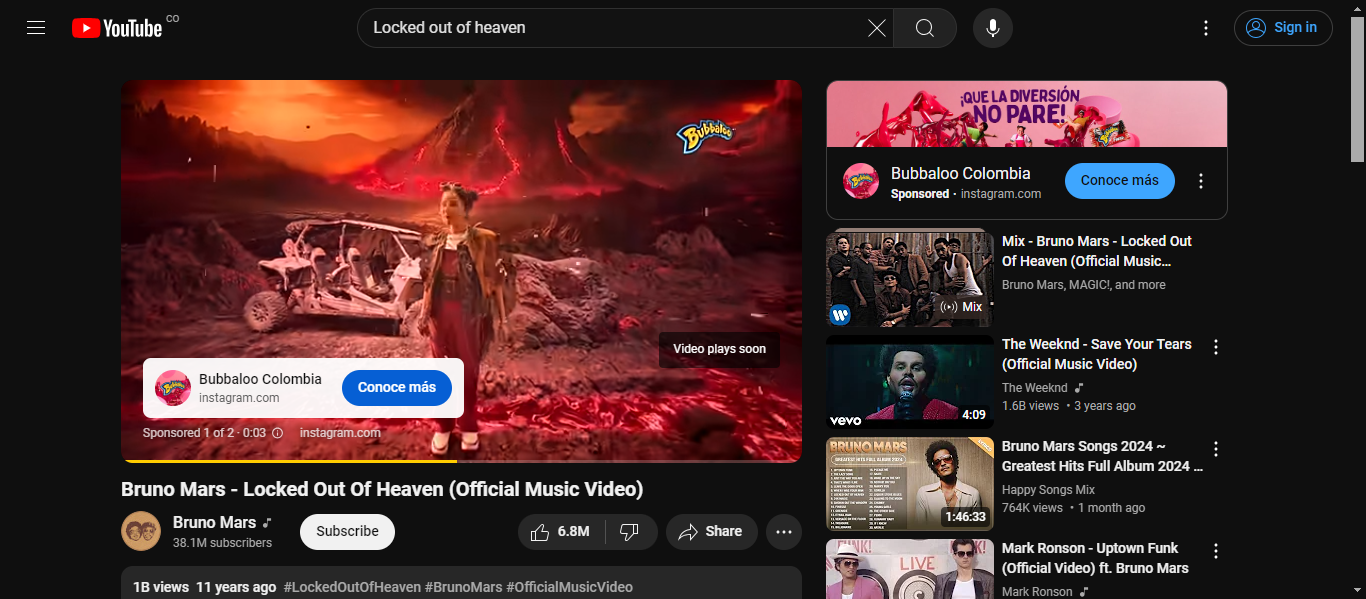 YouTube CO
Locked out of heaven
Sign in
Bubbaloo
Video plays soon
Bubbaloo Colombia
instagram.com
Conoce más
Sponsored 1 of 2 · 0:03
instagram.com
Bruno Mars - Locked Out Of Heaven (Official Music Video)
Bruno Mars
38.1M subscribers
Subscribe
6.8M
Share
1B views 11 years ago #LockedOutOfHeaven #BrunoMars #OfficialMusicVideo
¡QUE LA DIVERSIÓN
NO PARE!
Bubbaloo Colombia
Sponsored · instagram.com
Conoce más
Mix
Mix - Bruno Mars - Locked Out
Of Heaven (Official Music…
Bruno Mars, MAGIC!, and more
vevo
4:09
The Weeknd - Save Your Tears
(Official Music Video)
The Weeknd
1.6B views • 3 years ago
BRUNO MARS
GREATEST HITS FULL ALBUM 2024
1:46:33
Bruno Mars Songs 2024 ~
Greatest Hits Full Album 2024 …
Happy Songs Mix
764K views • 1 month ago
LIVE
Mark Ronson - Uptown Funk
(Official Video) ft. Bruno Mars
Mark Ronson